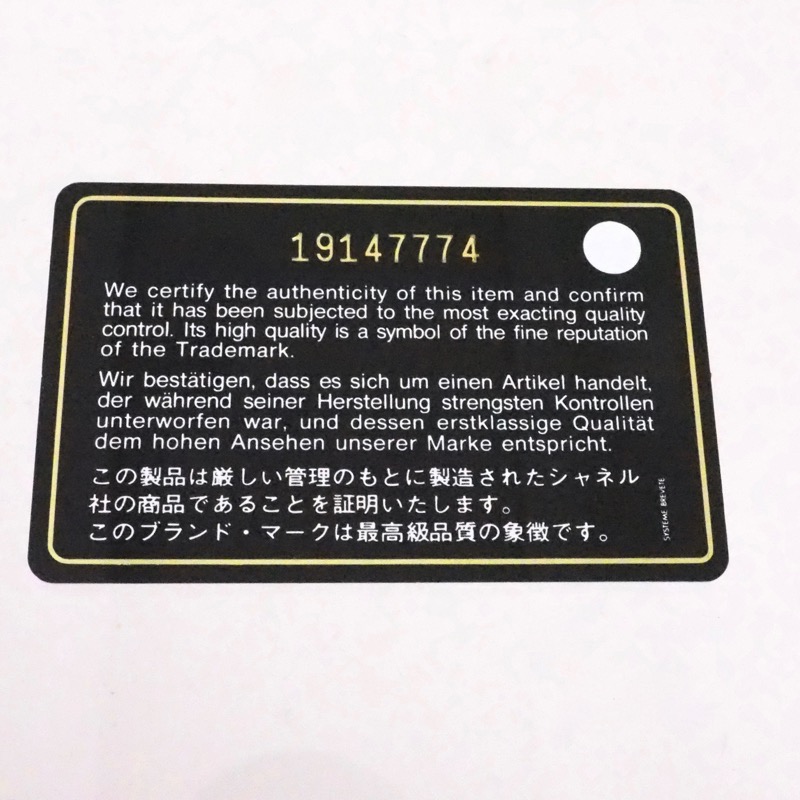 19147774
We certify the authenticity of this item and confirm
that it has been subjected to the most exacting quality
control. Its high quality is a symbol of the fine reputation
of the Trademark.
Wir bestätigen, dass es sich um einen Artikel handelt,
der während seiner Herstellung strengsten Kontrollen
unterworfen war, und dessen erstklassige Qualität
dem hohen Ansehen unserer Marke entspricht.
この製品は厳しい管理のもとに製造されたシャネル
社の商品であることを証明いたします。
このブランド・マークは最高級品質の象徴です。
SYSTEME BREVETE